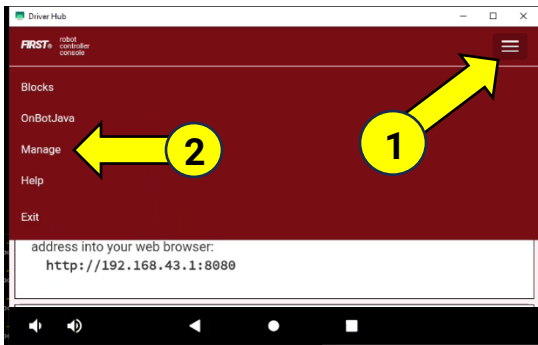 Driver Hub
FIRST® robot controller console
Blocks
OnBotJava
Manage
Help
Exit
1
2
address into your web browser:
http://192.168.43.1:8080